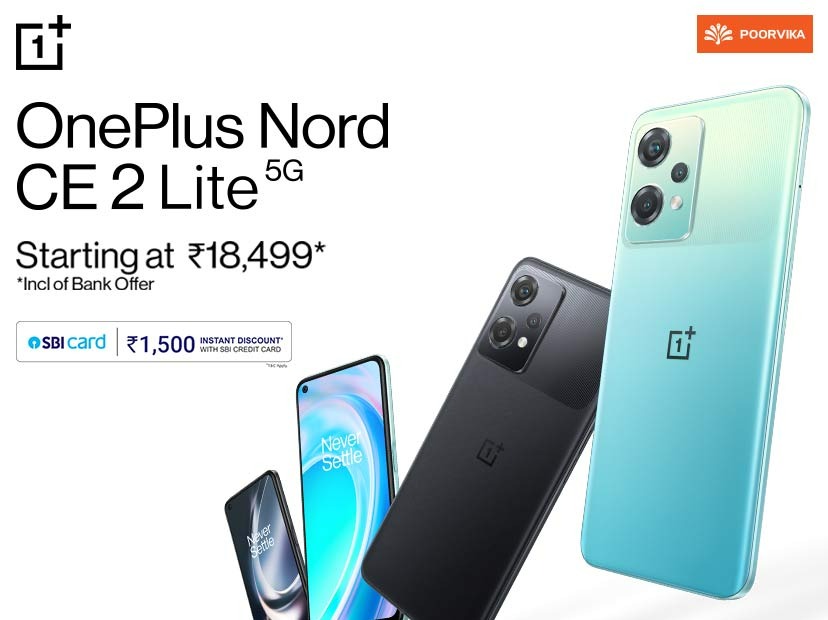 1+
POORVIKA
OnePlus Nord
CE 2 Lite 5G
Starting at ₹18,499*
*Incl of Bank Offer
SBI card
₹1,500 INSTANT DISCOUNT*
WITH SBI CREDIT CARD
*T&C Apply.
Never
Settle
Never
Settle
1+
1+